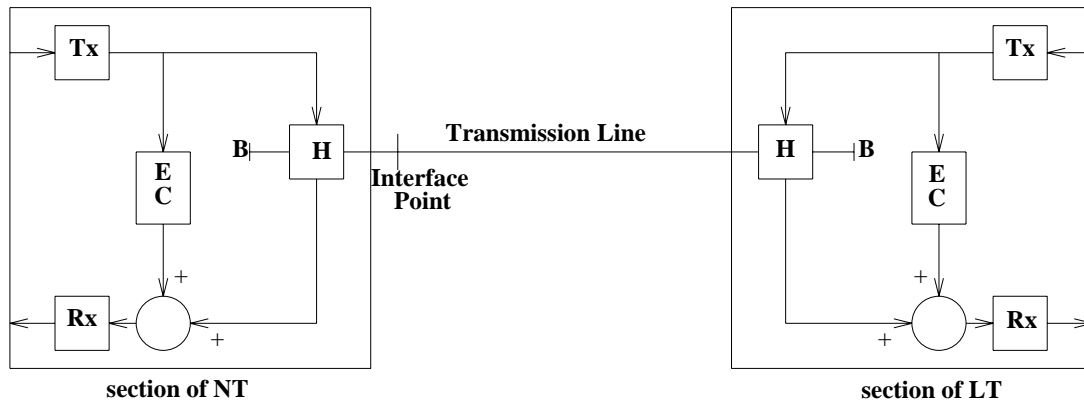 Tx
Tx
Transmission Line
B
H
H
B
Interface
Point
E
C
E
C
+
+
Rx
+
+
Rx
section of NT
section of LT